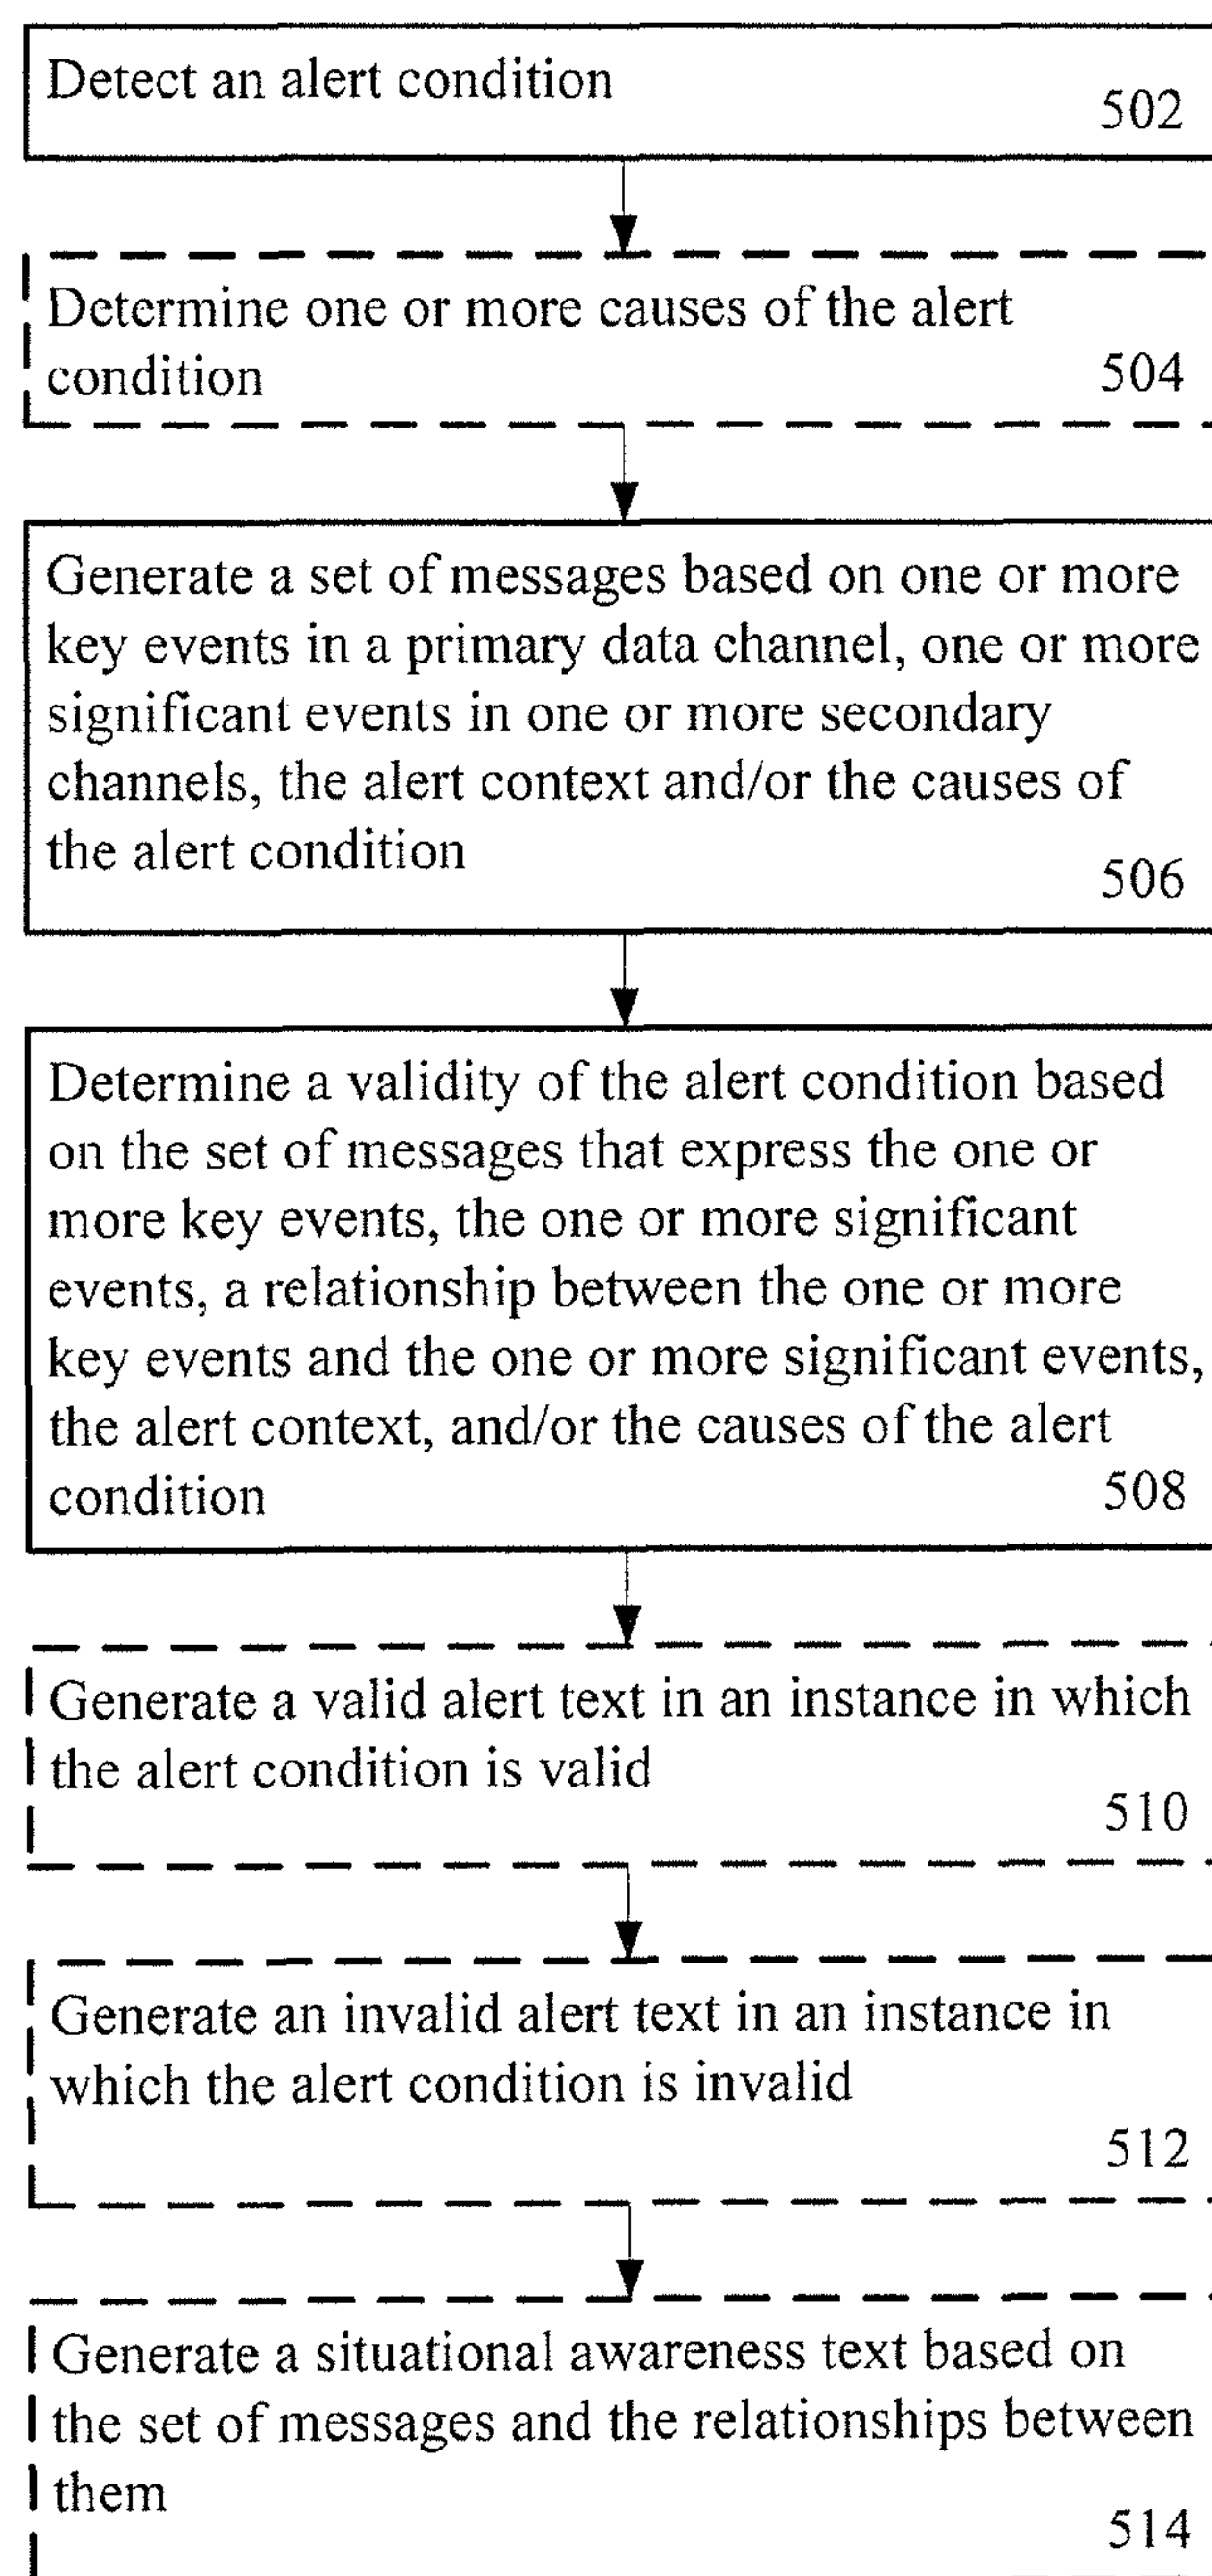 Detect an alert condition
502
Determine one or more causes of the alert
condition
504
Generate a set of messages based on one or more
key events in a primary data channel, one or more
significant events in one or more secondary
channels, the alert context and/or the causes of
the alert condition
506
Determine a validity of the alert condition based
on the set of messages that express the one or
more key events, the one or more significant
events, a relationship between the one or more
key events and the one or more significant events,
the alert context, and/or the causes of the alert
condition
508
Generate a valid alert text in an instance in which
the alert condition is valid
510
Generate an invalid alert text in an instance in
which the alert condition is invalid
512
Generate a situational awareness text based on
the set of messages and the relationships between
them
514